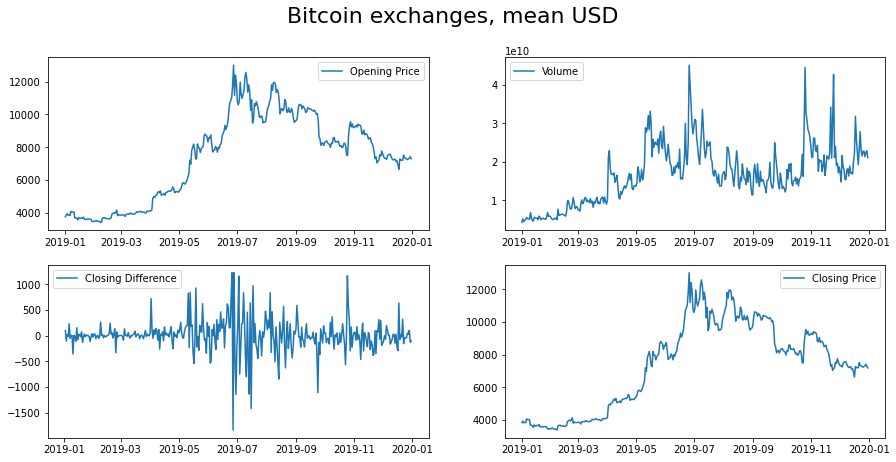 Bitcoin exchanges, mean USD
Opening Price
12000
10000
8000
6000
4000
2019-01 2019-03 2019-05 2019-07 2019-09 2019-11 2020-01
1e10
Volume
4
3
2
1
2019-01 2019-03 2019-05 2019-07 2019-09 2019-11 2020-01
Closing Difference
1000
500
0
−500
−1000
−1500
2019-01 2019-03 2019-05 2019-07 2019-09 2019-11 2020-01
Closing Price
12000
10000
8000
6000
4000
2019-01 2019-03 2019-05 2019-07 2019-09 2019-11 2020-01